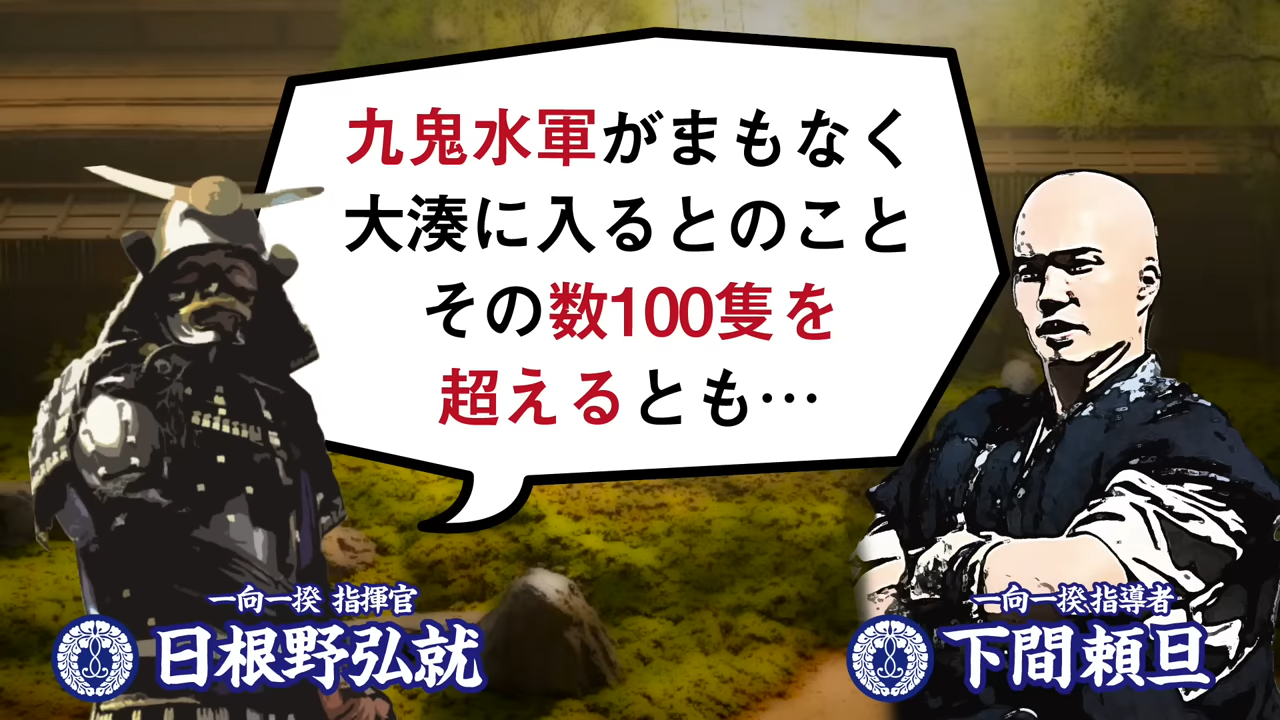 九鬼水軍がまもなく
大湊に入るとのこと
その数100隻を
超えるとも…
一向一揆 指揮官
日根野弘就
一向一揆 指導者
下間頼旦